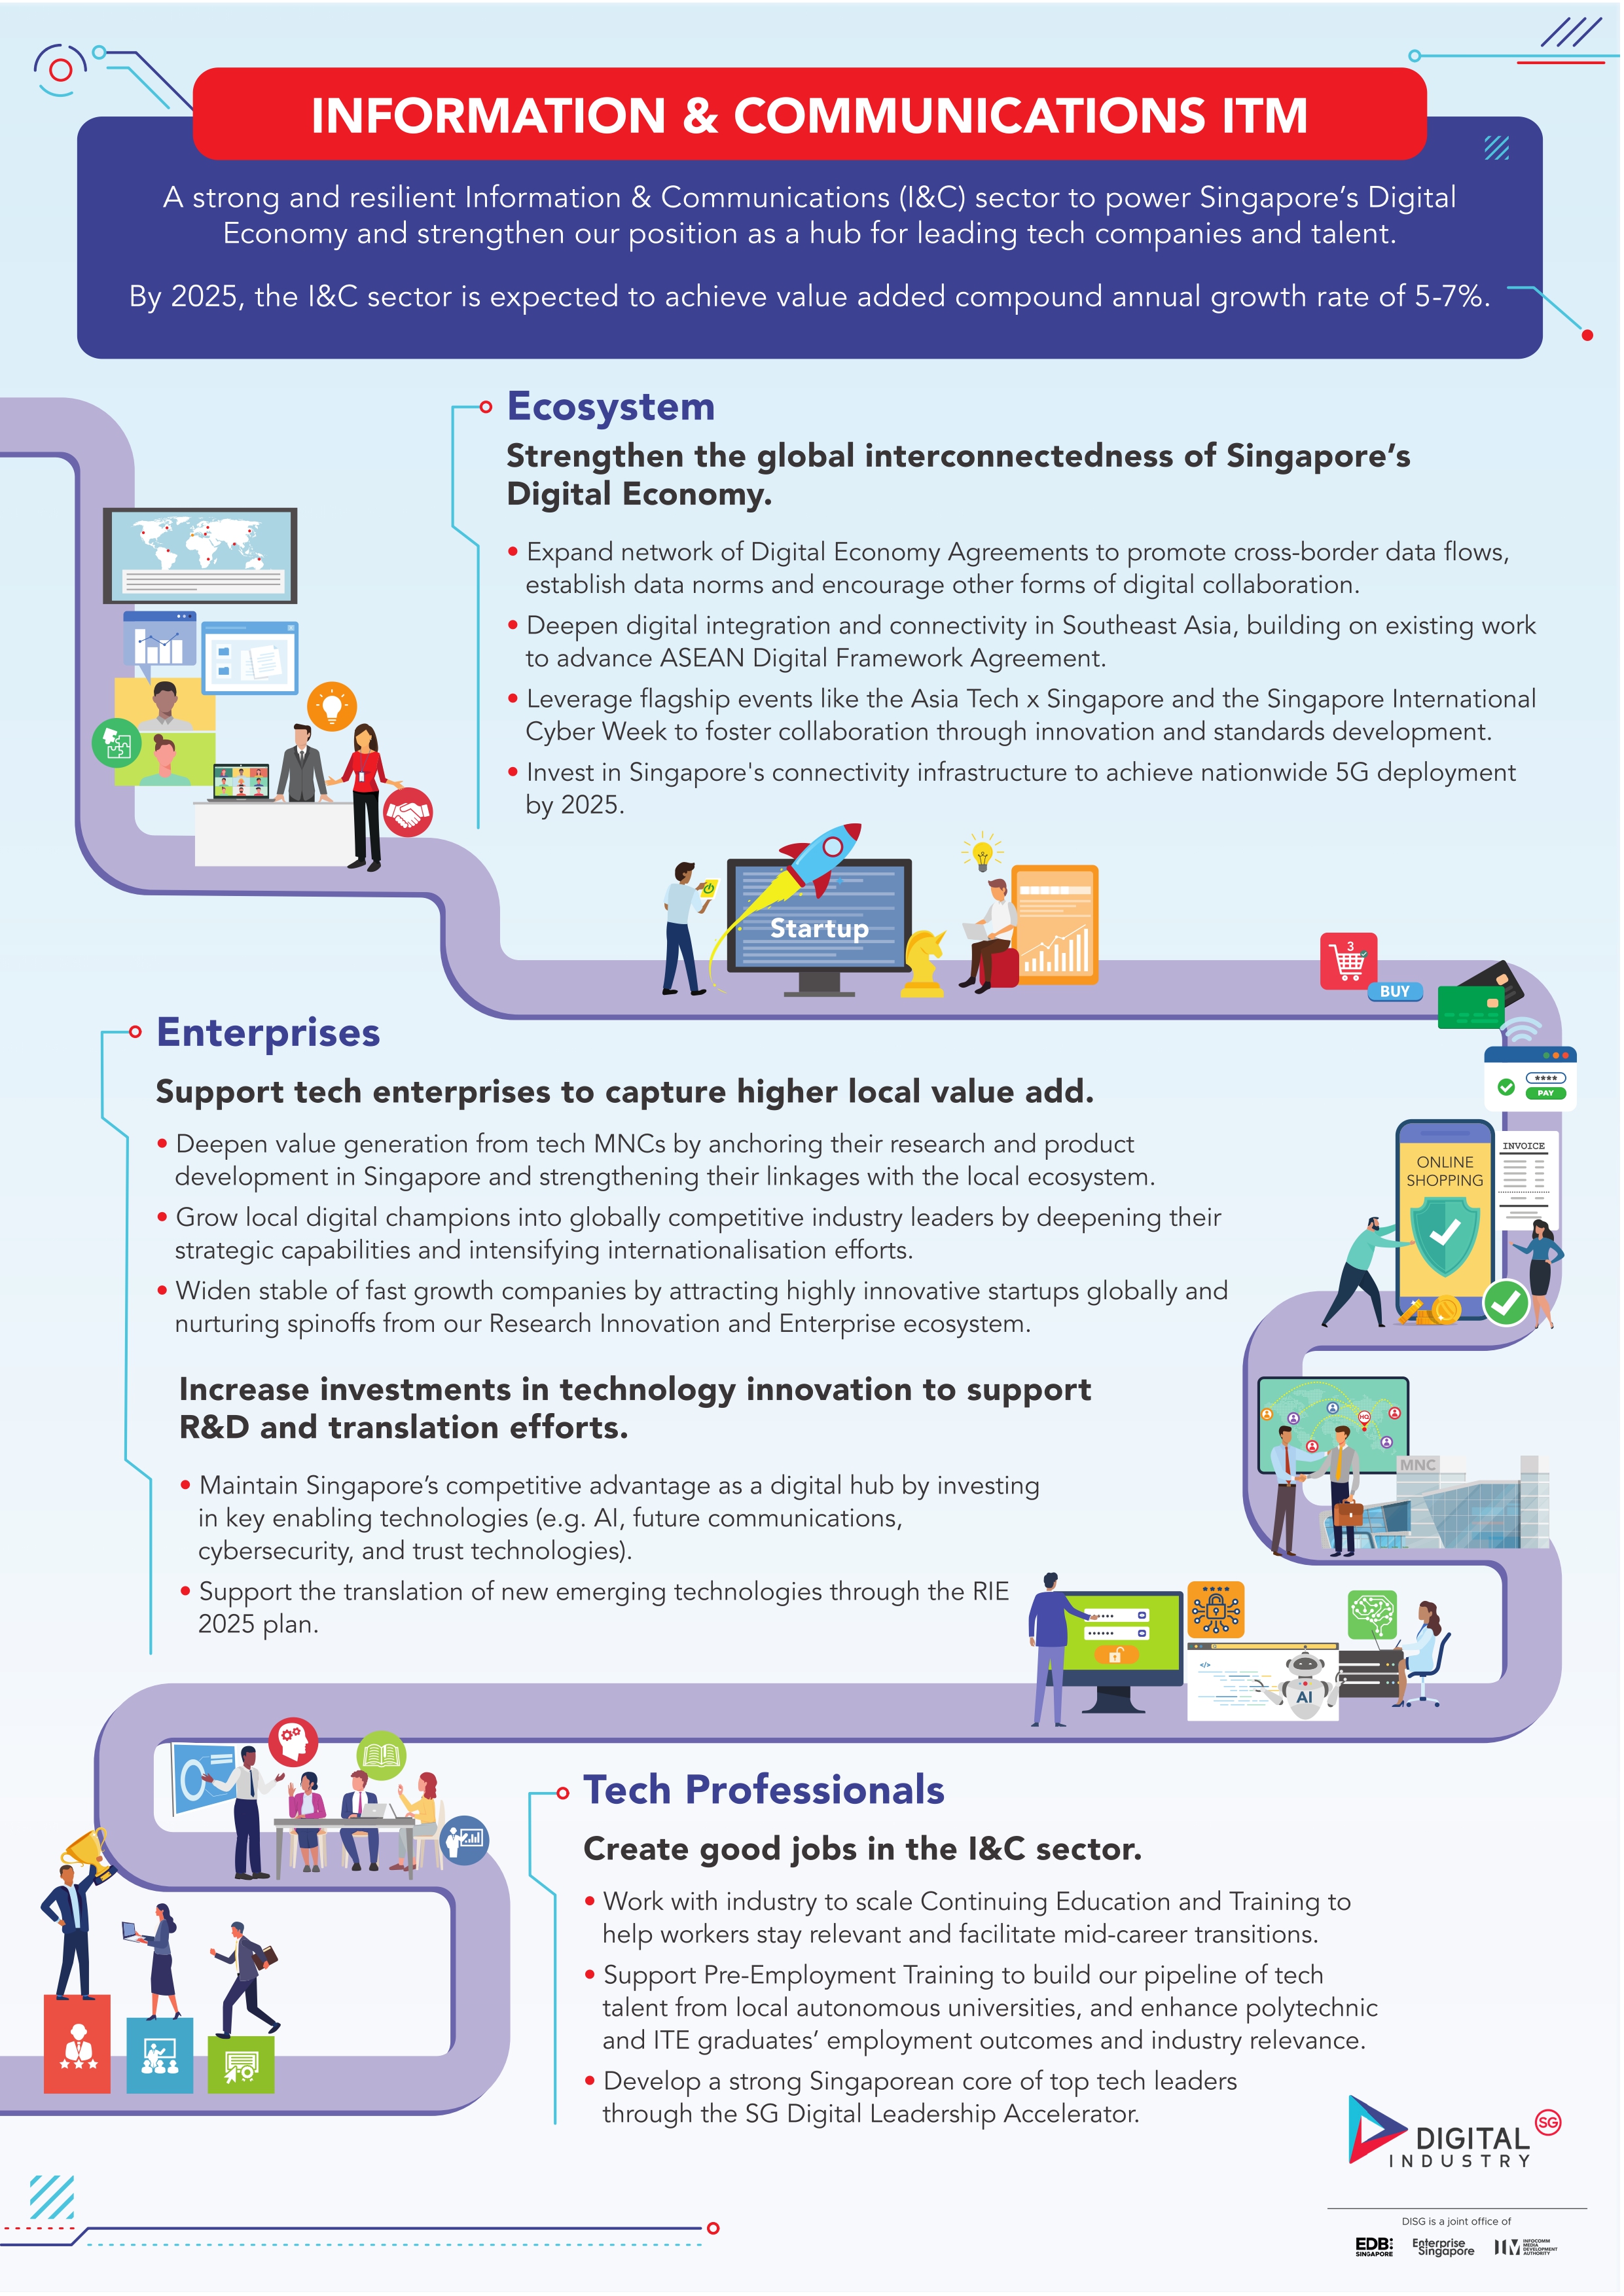 INFORMATION & COMMUNICATIONS ITM
A strong and resilient Information & Communications (I&C) sector to power Singapore’s Digital
Economy and strengthen our position as a hub for leading tech companies and talent.
By 2025, the I&C sector is expected to achieve value added compound annual growth rate of 5-7%.
Ecosystem
Strengthen the global interconnectedness of Singapore’s
Digital Economy.
• Expand network of Digital Economy Agreements to promote cross-border data flows,
establish data norms and encourage other forms of digital collaboration.
• Deepen digital integration and connectivity in Southeast Asia, building on existing work
to advance ASEAN Digital Framework Agreement.
• Leverage flagship events like the Asia Tech x Singapore and the Singapore International
Cyber Week to foster collaboration through innovation and standards development.
• Invest in Singapore's connectivity infrastructure to achieve nationwide 5G deployment
by 2025.
Startup
3
BUY
Enterprises
Support tech enterprises to capture higher local value add.
• Deepen value generation from tech MNCs by anchoring their research and product
development in Singapore and strengthening their linkages with the local ecosystem.
• Grow local digital champions into globally competitive industry leaders by deepening their
strategic capabilities and intensifying internationalisation efforts.
• Widen stable of fast growth companies by attracting highly innovative startups globally and
nurturing spinoffs from our Research Innovation and Enterprise ecosystem.
****
PAY
INVOICE
ONLINE
SHOPPING
Increase investments in technology innovation to support
R&D and translation efforts.
• Maintain Singapore’s competitive advantage as a digital hub by investing
in key enabling technologies (e.g. AI, future communications,
cybersecurity, and trust technologies).
• Support the translation of new emerging technologies through the RIE
2025 plan.
HQ
MNC
****
</>
AI
Tech Professionals
Create good jobs in the I&C sector.
• Work with industry to scale Continuing Education and Training to
help workers stay relevant and facilitate mid-career transitions.
• Support Pre-Employment Training to build our pipeline of tech
talent from local autonomous universities, and enhance polytechnic
and ITE graduates’ employment outcomes and industry relevance.
• Develop a strong Singaporean core of top tech leaders
through the SG Digital Leadership Accelerator.
DIGITAL SG
INDUSTRY
DISG is a joint office of
EDB:
SINGAPORE
Enterprise
Singapore
INFOCOMM
MEDIA
DEVELOPMENT
AUTHORITY